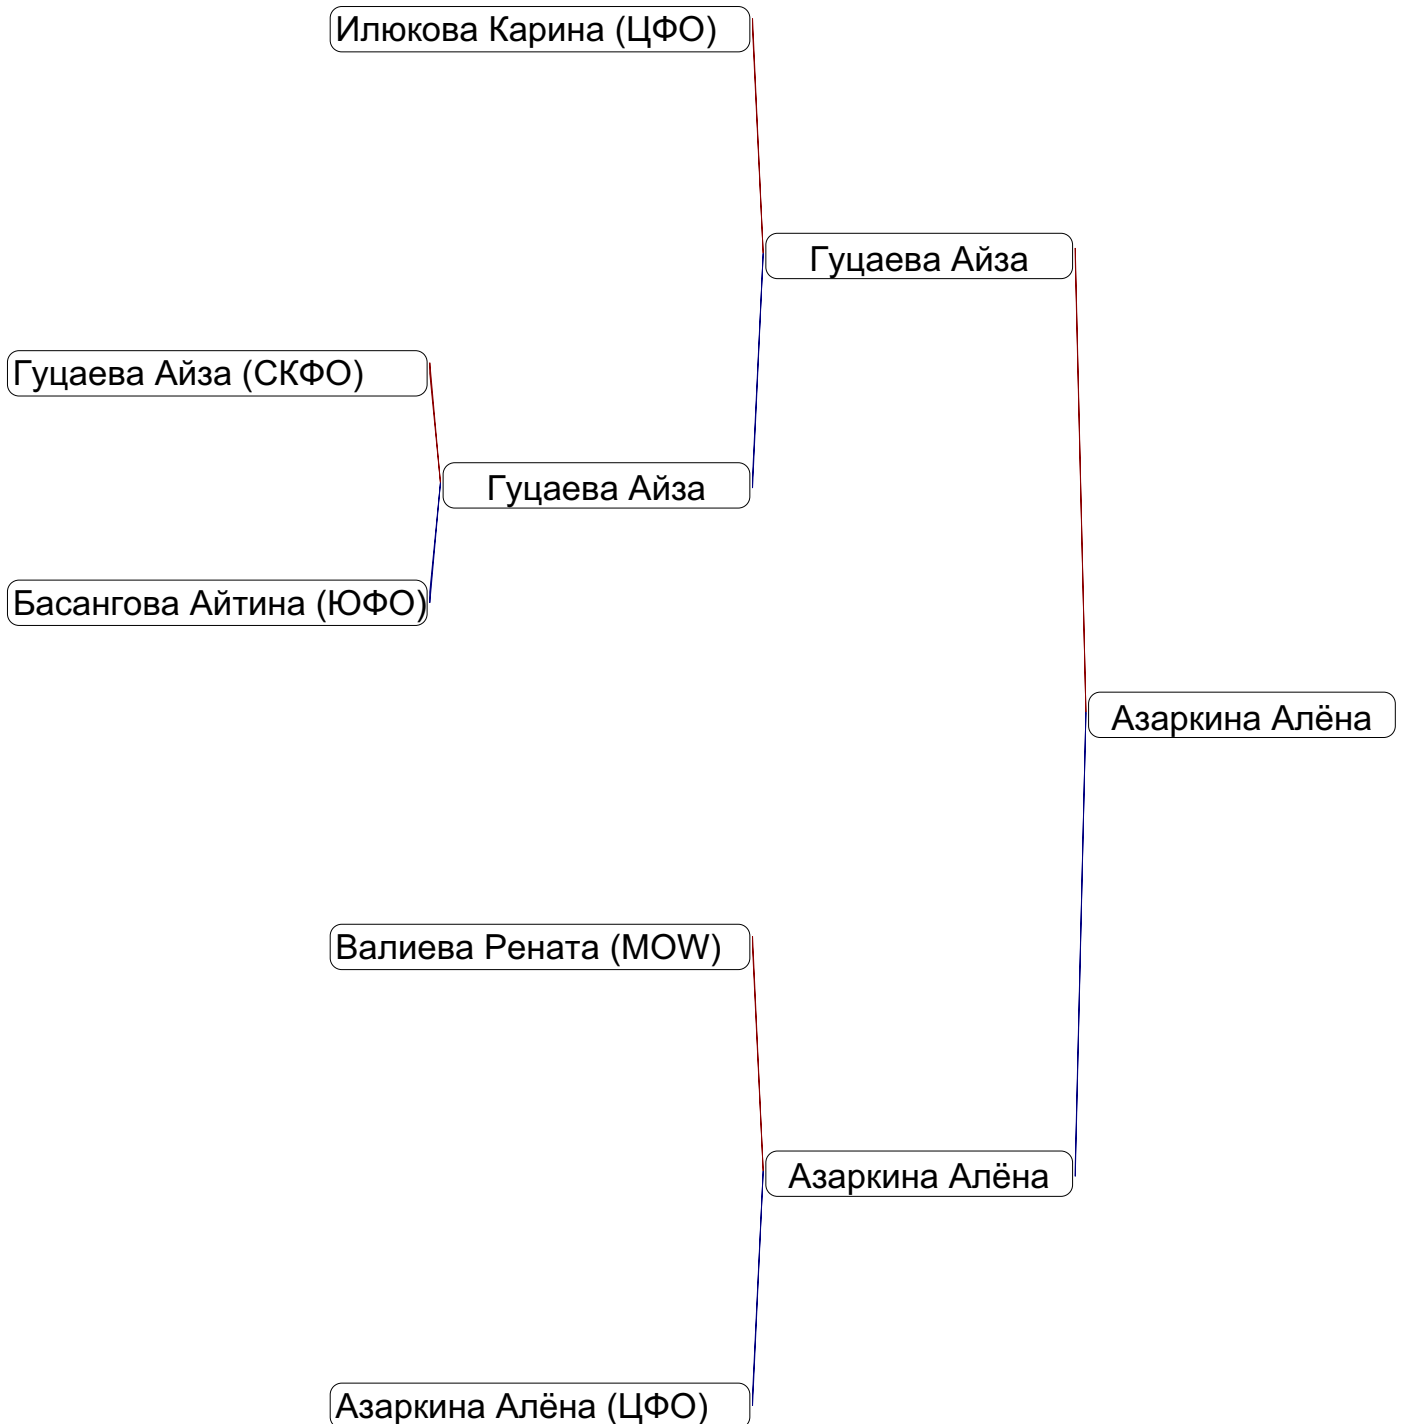 Илюкова Карина (ЦФО)
Гуцаева Айза
Гуцаева Айза (СКФО)
Гуцаева Айза
Басангова Айтина (ЮФО)
Азаркина Алёна
Валиева Рената (MOW)
Азаркина Алёна
Азаркина Алёна (ЦФО)